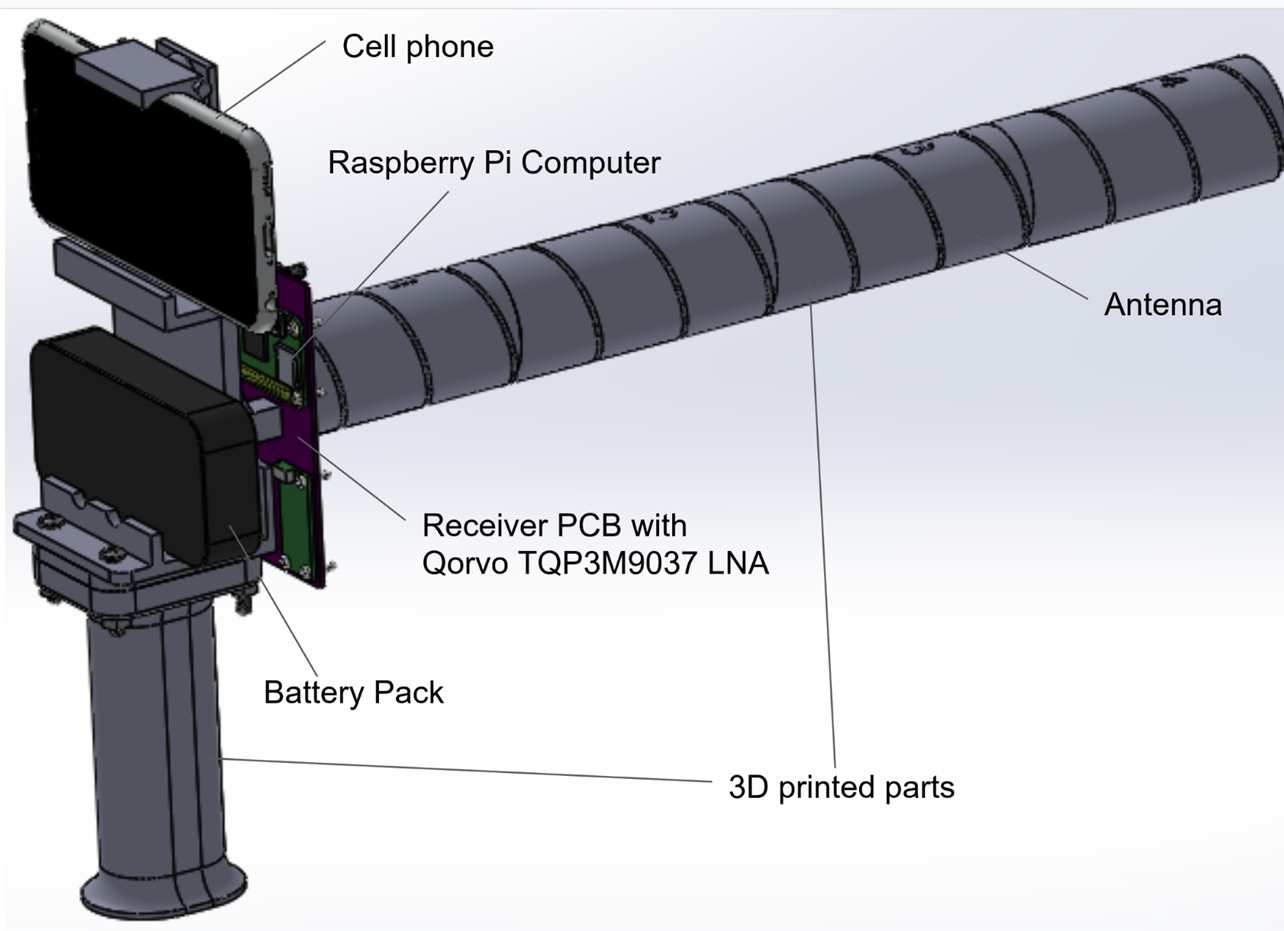 Cell phone
Raspberry Pi Computer
Antenna
Receiver PCB with
Qorvo TQP3M9037 LNA
Battery Pack
3D printed parts